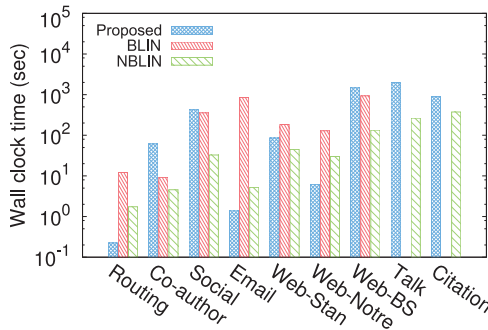 Wall clock time (sec)
10^5
10^4
10^3
10^2
10^1
10^0
10^-1
Proposed
BLIN
NBLIN
Routing
Co-author
Social
Email
Web-Stan
Web-Notre
Web-BS
Talk
Citation